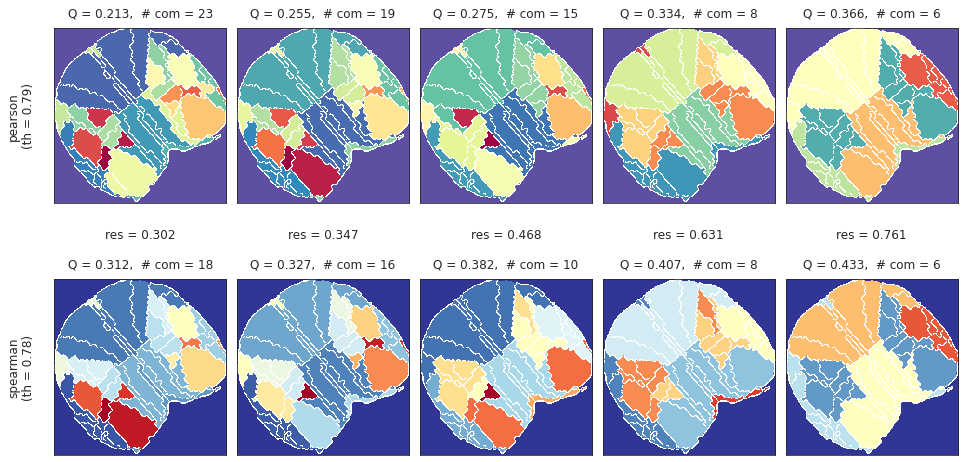 Q = 0.213,  # com = 23
Q = 0.255,  # com = 19
Q = 0.275,  # com = 15
Q = 0.334,  # com = 8
Q = 0.366,  # com = 6
pearson
(th = 0.79)
res = 0.302
res = 0.347
res = 0.468
res = 0.631
res = 0.761
Q = 0.312,  # com = 18
Q = 0.327,  # com = 16
Q = 0.382,  # com = 10
Q = 0.407,  # com = 8
Q = 0.433,  # com = 6
spearman
(th = 0.78)